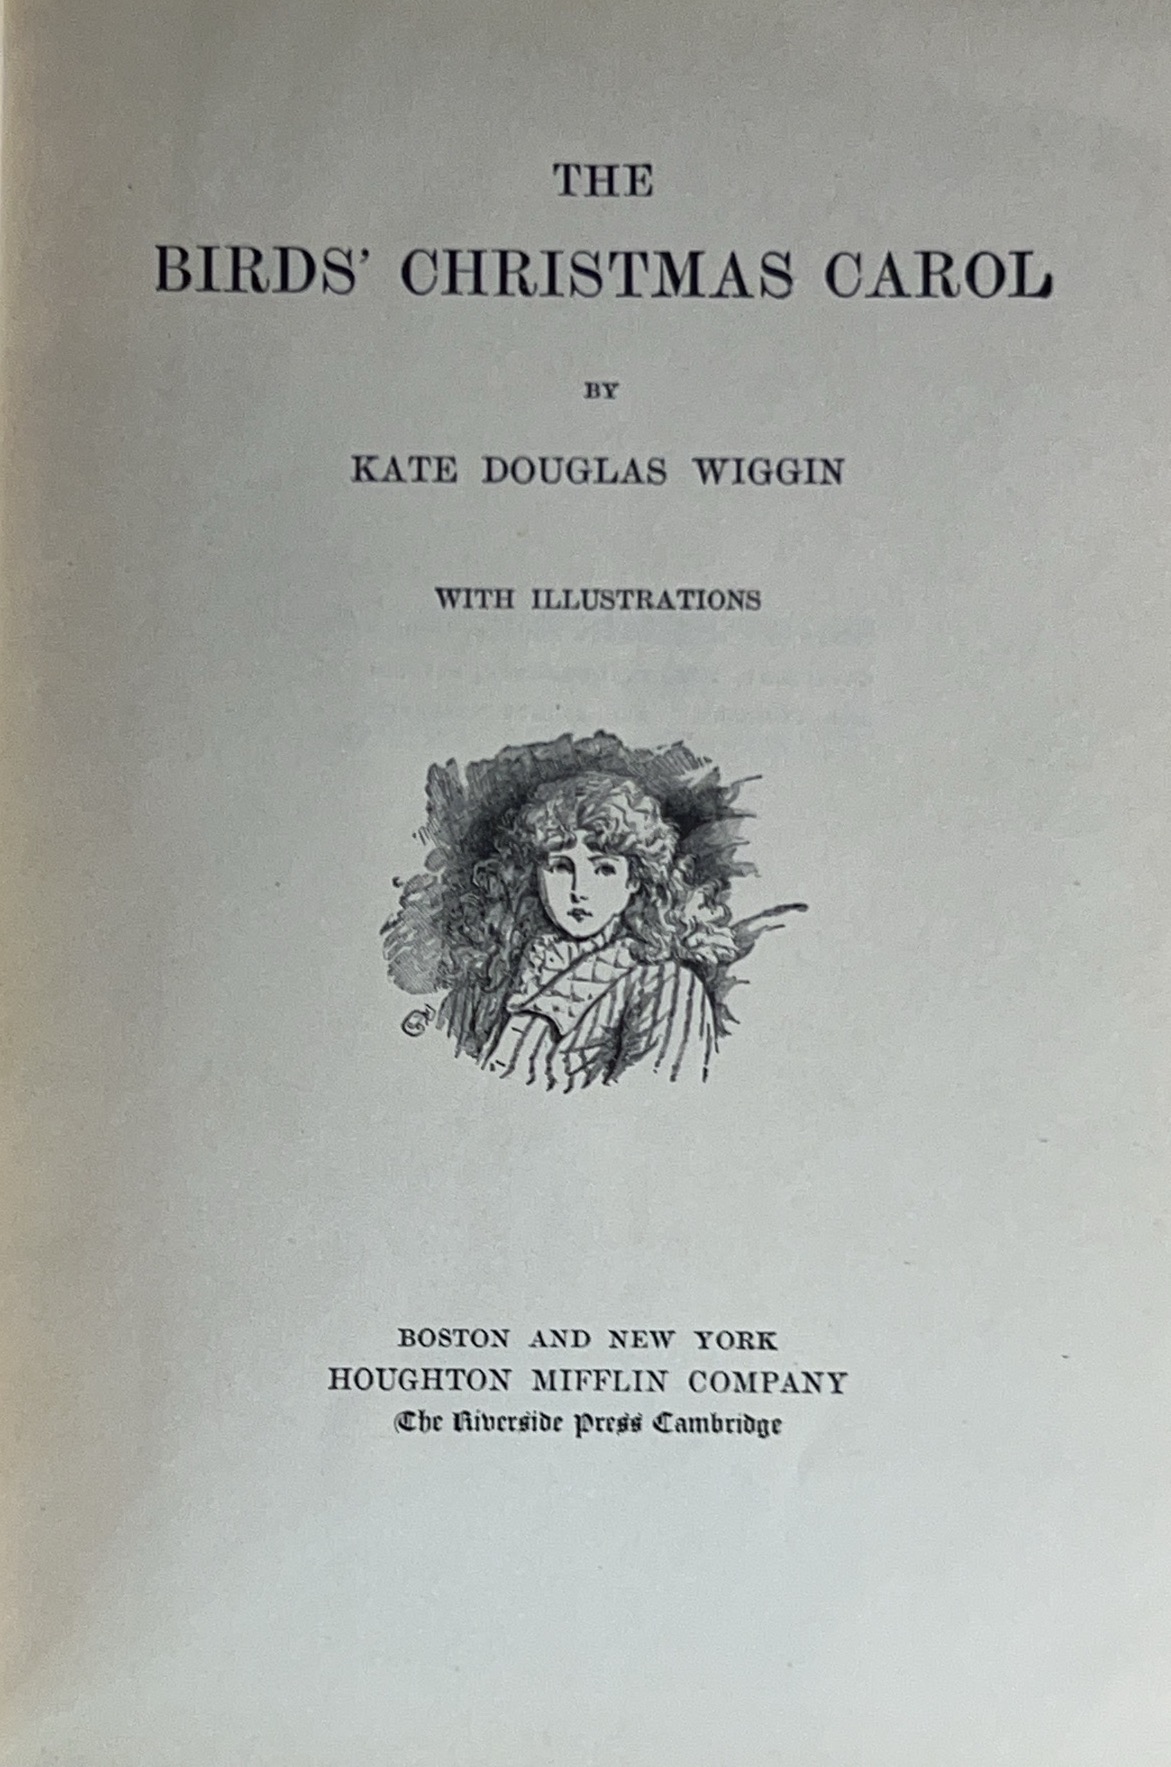 THE
BIRDS' CHRISTMAS CAROL
BY
KATE DOUGLAS WIGGIN
WITH ILLUSTRATIONS
BOSTON AND NEW YORK
HOUGHTON MIFFLIN COMPANY
The Riverside Press Cambridge